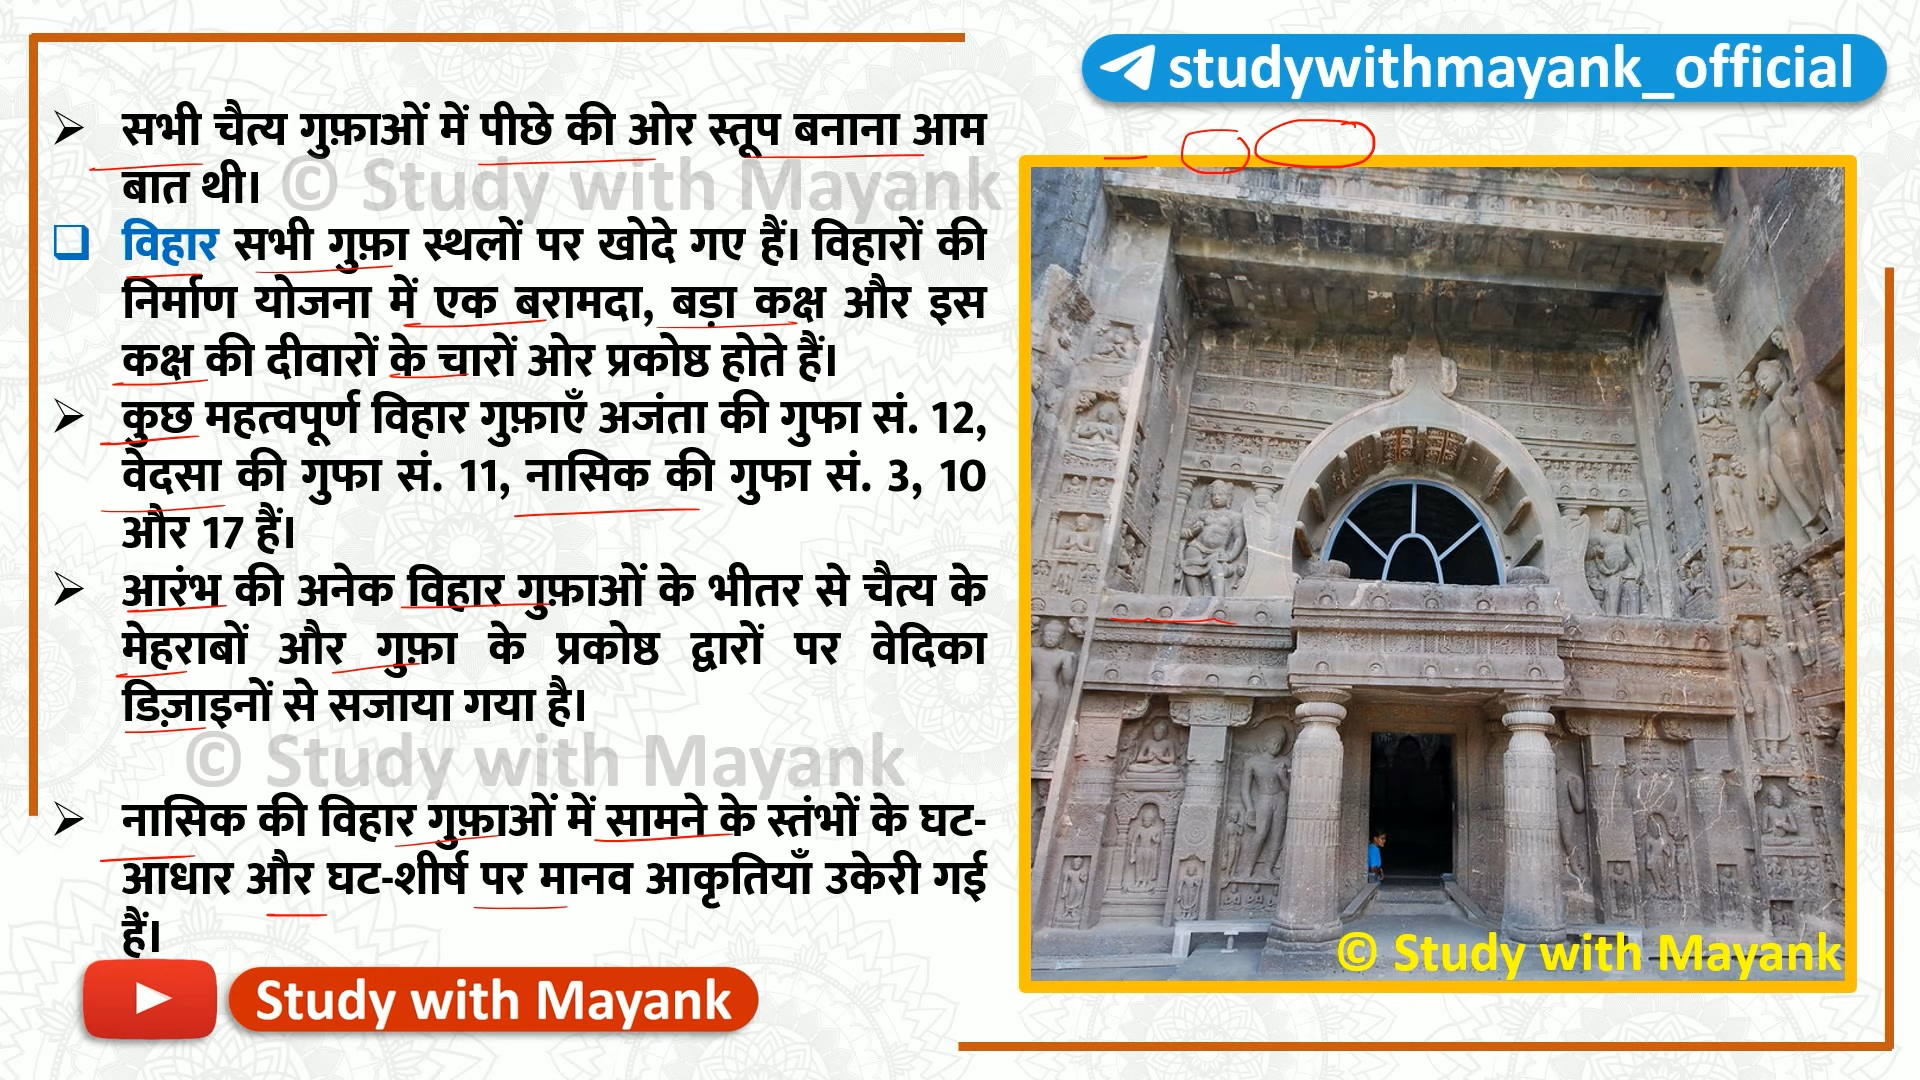 studywithmayank_official
सभी चैत्य गुफ़ाओं में पीछे की ओर स्तूप बनाना आम
बात थी।
© Study with Mayank
विहार सभी गुफ़ा स्थलों पर खोदे गए हैं। विहारों की
निर्माण योजना में एक बरामदा, बड़ा कक्ष और इस
कक्ष की दीवारों के चारों ओर प्रकोष्ठ होते हैं।
कुछ महत्वपूर्ण विहार गुफ़ाएँ अजंता की गुफा सं. 12,
वेदसा की गुफा सं. 11, नासिक की गुफा सं. 3, 10
और 17 हैं।
आरंभ की अनेक विहार गुफ़ाओं के भीतर से चैत्य के
मेहराबों और गुफ़ा के प्रकोष्ठ द्वारों पर वेदिका
डिज़ाइनों से सजाया गया है।
© Study with Mayank
नासिक की विहार गुफ़ाओं में सामने के स्तंभों के घट-
आधार और घट-शीर्ष पर मानव आकृतियाँ उकेरी गई
हैं।
© Study with Mayank
Study with Mayank